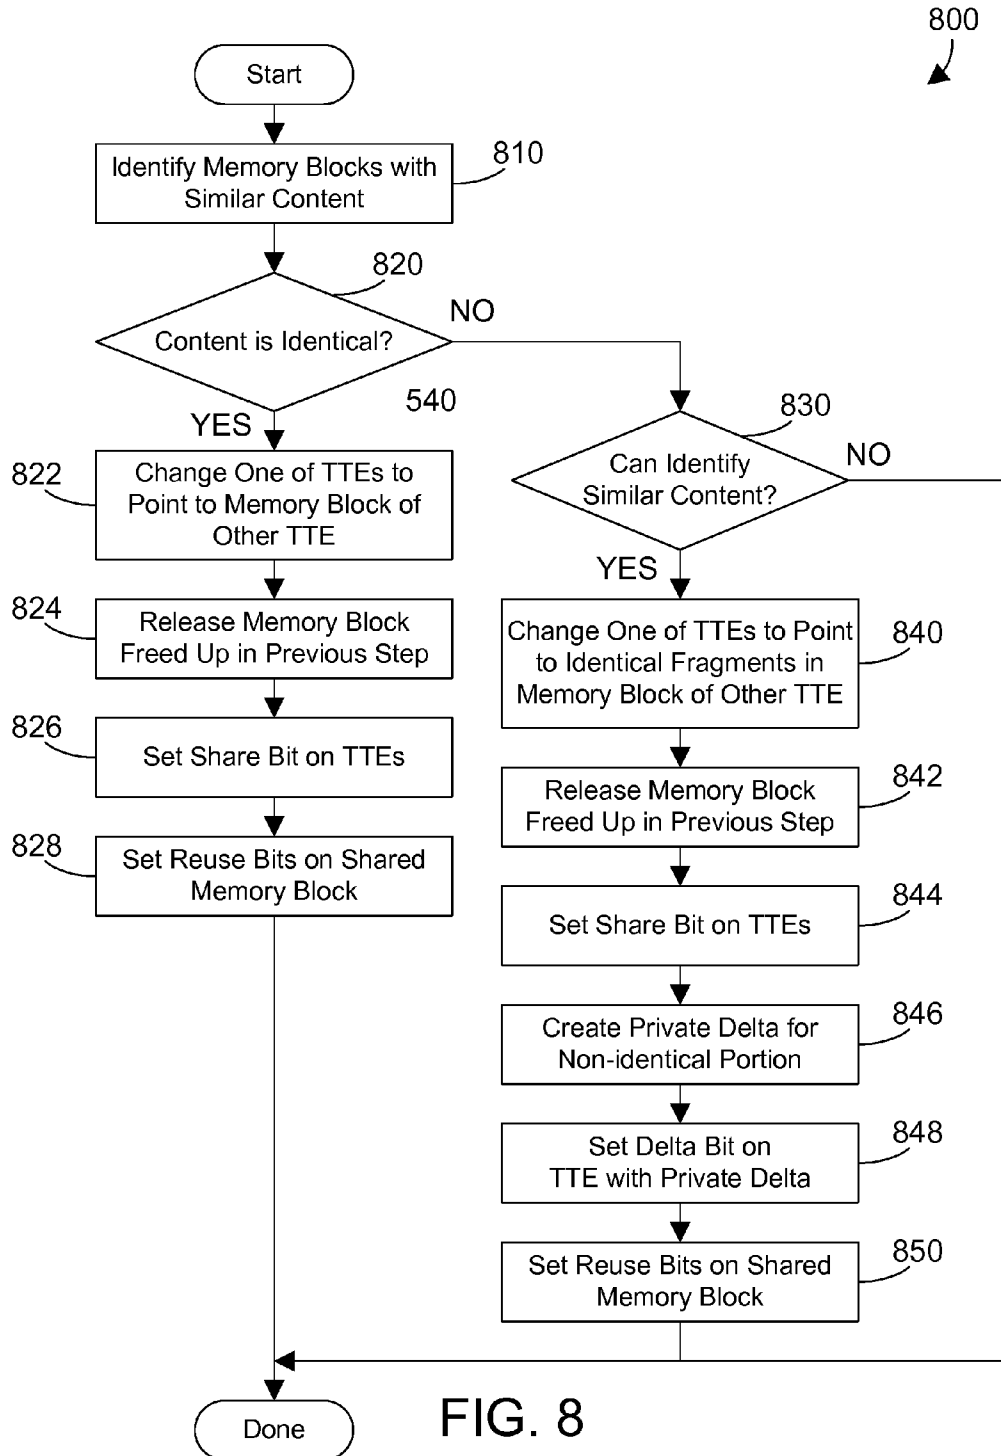 800
Start
Identify Memory Blocks with
Similar Content
810
820
Content is Identical?
NO
540
YES
830
Can Identify
Similar Content?
NO
YES
822
Change One of TTEs to
Point to Memory Block of
Other TTE
824
Release Memory Block
Freed Up in Previous Step
826
Set Share Bit on TTEs
828
Set Reuse Bits on Shared
Memory Block
Change One of TTEs to Point
to Identical Fragments in
Memory Block of Other TTE
840
Release Memory Block
Freed Up in Previous Step
842
Set Share Bit on TTEs
844
Create Private Delta for
Non-identical Portion
846
Set Delta Bit on
TTE with Private Delta
848
Set Reuse Bits on Shared
Memory Block
850
Done
FIG. 8